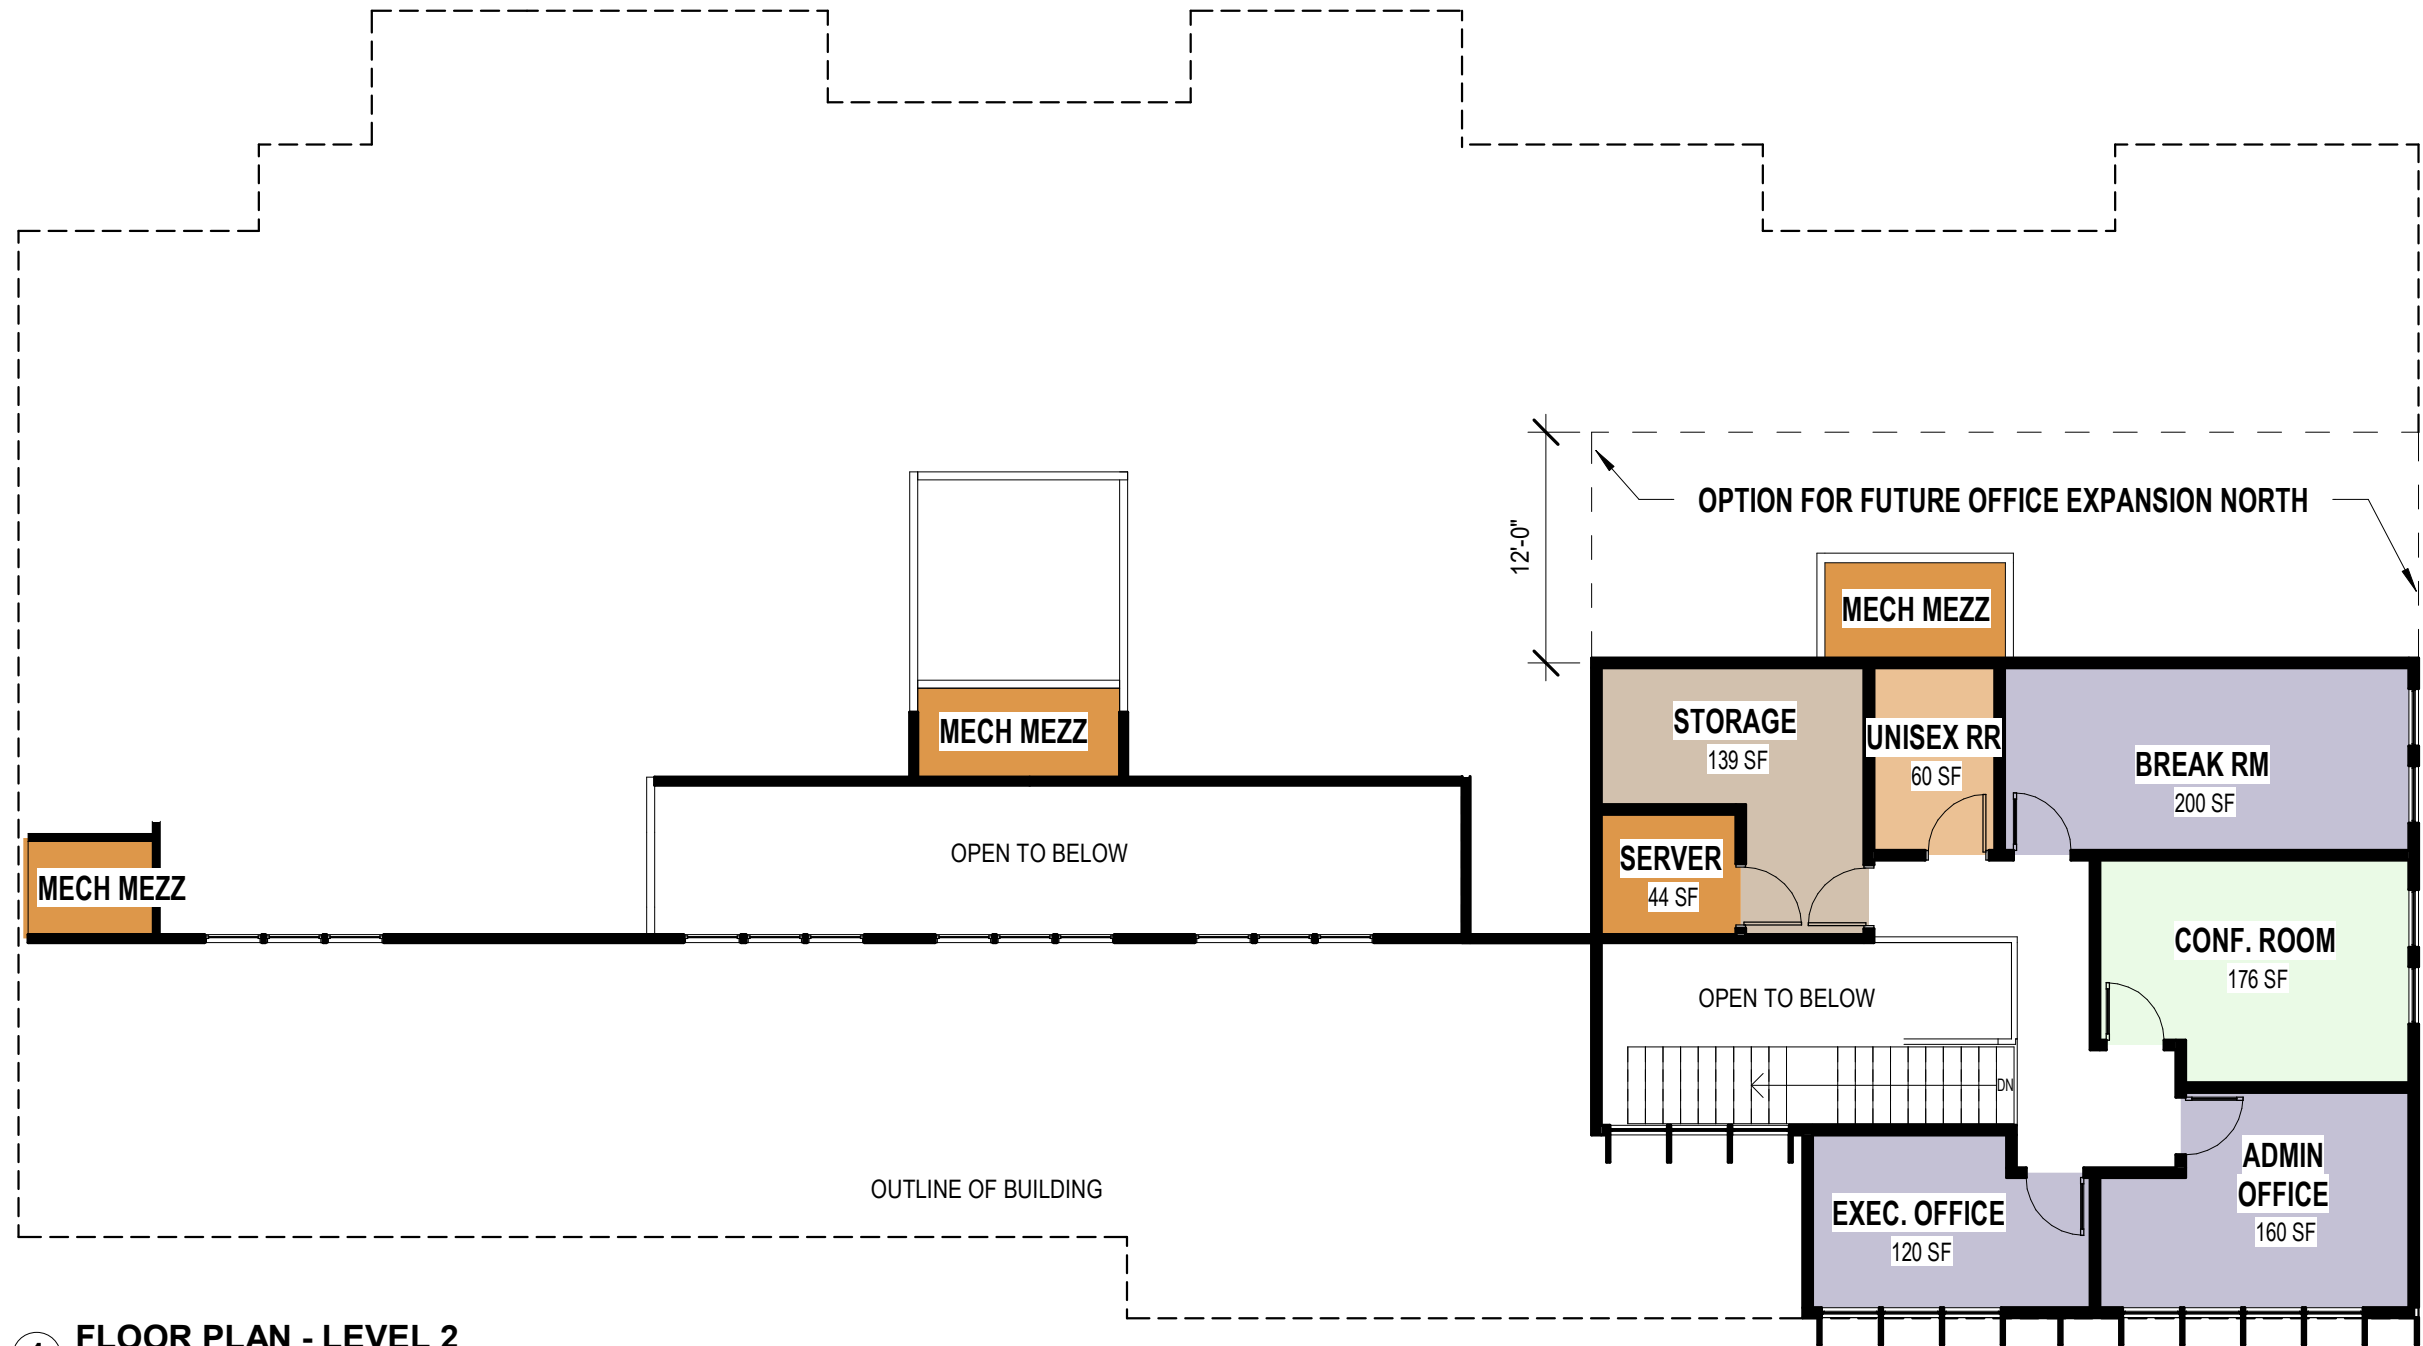 OPTION FOR FUTURE OFFICE EXPANSION NORTH
12'-0"
MECH MEZZ
STORAGE
139 SF
UNISEX RR
60 SF
BREAK RM
200 SF
MECH MEZZ
OPEN TO BELOW
SERVER
44 SF
MECH MEZZ
CONF. ROOM
176 SF
OPEN TO BELOW
DN
ADMIN
OFFICE
160 SF
OUTLINE OF BUILDING
EXEC. OFFICE
120 SF
FLOOR PLAN - LEVEL 2